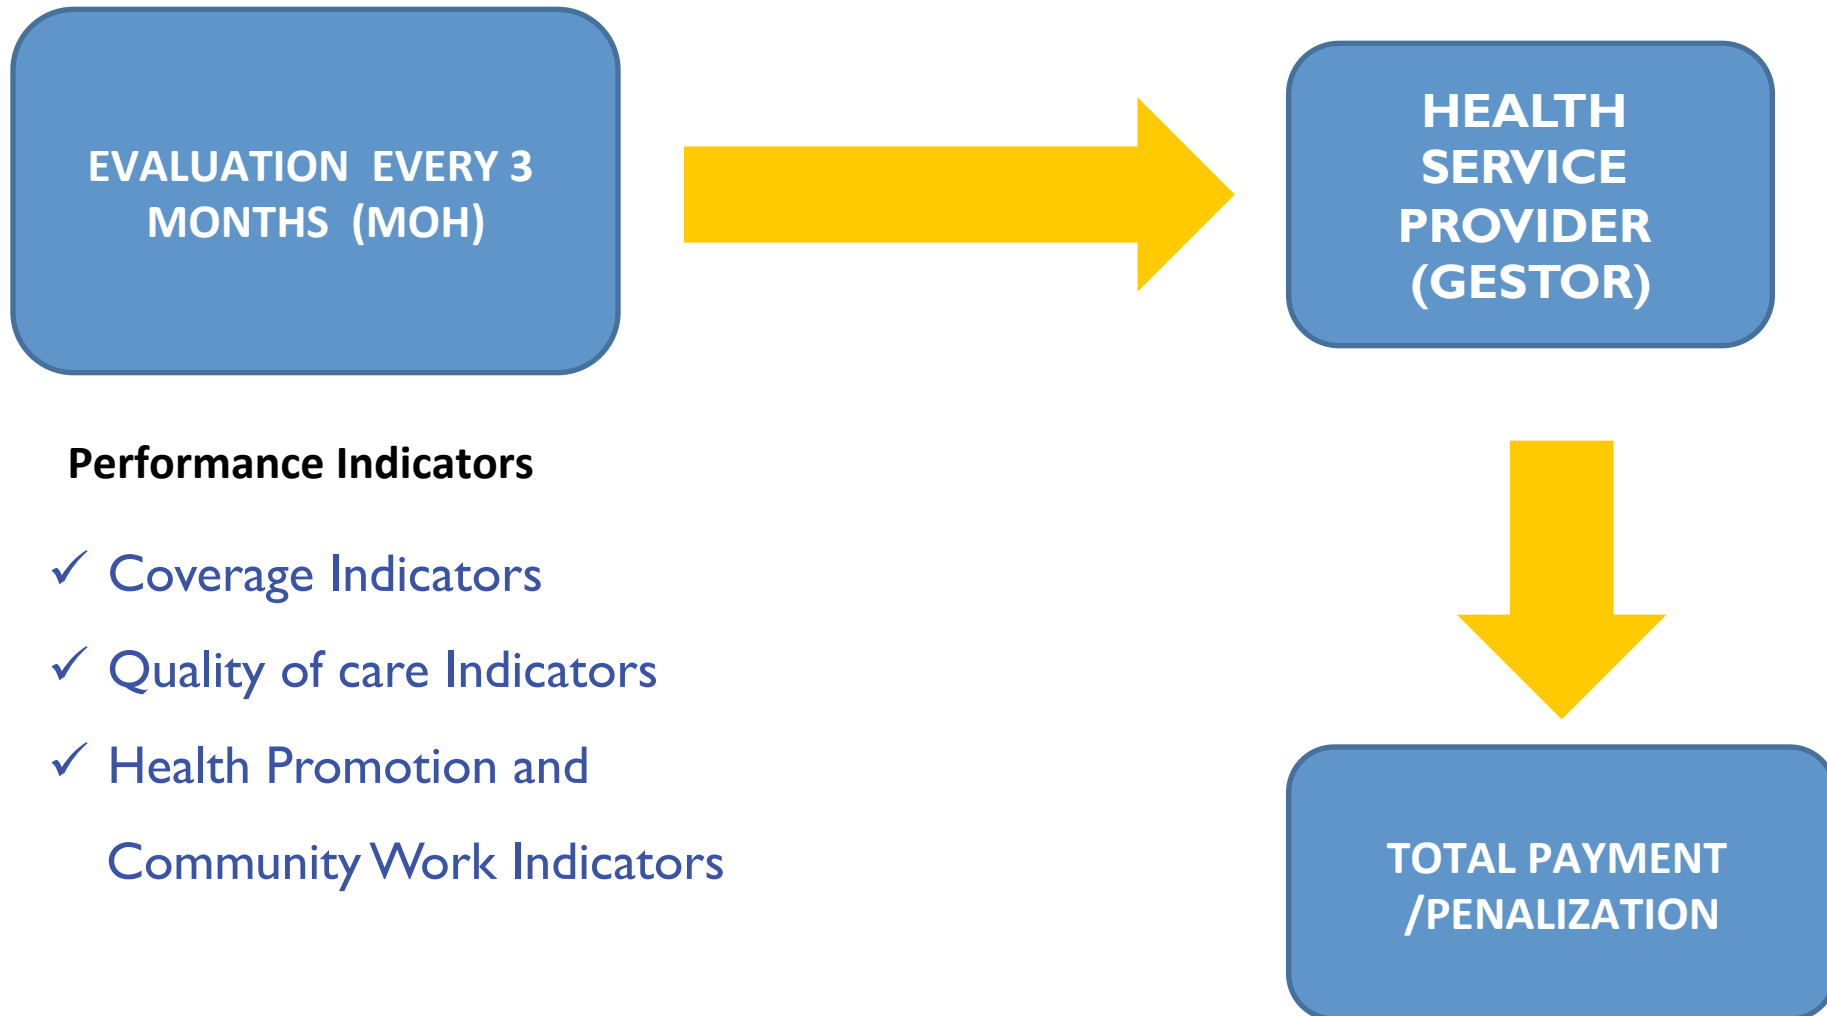 EVALUATION EVERY 3
MONTHS (MOH)
HEALTH
SERVICE
PROVIDER
(GESTOR)
Performance Indicators
✓ Coverage Indicators
✓ Quality of care Indicators
✓ Health Promotion and
Community Work Indicators
TOTAL PAYMENT
/PENALIZATION